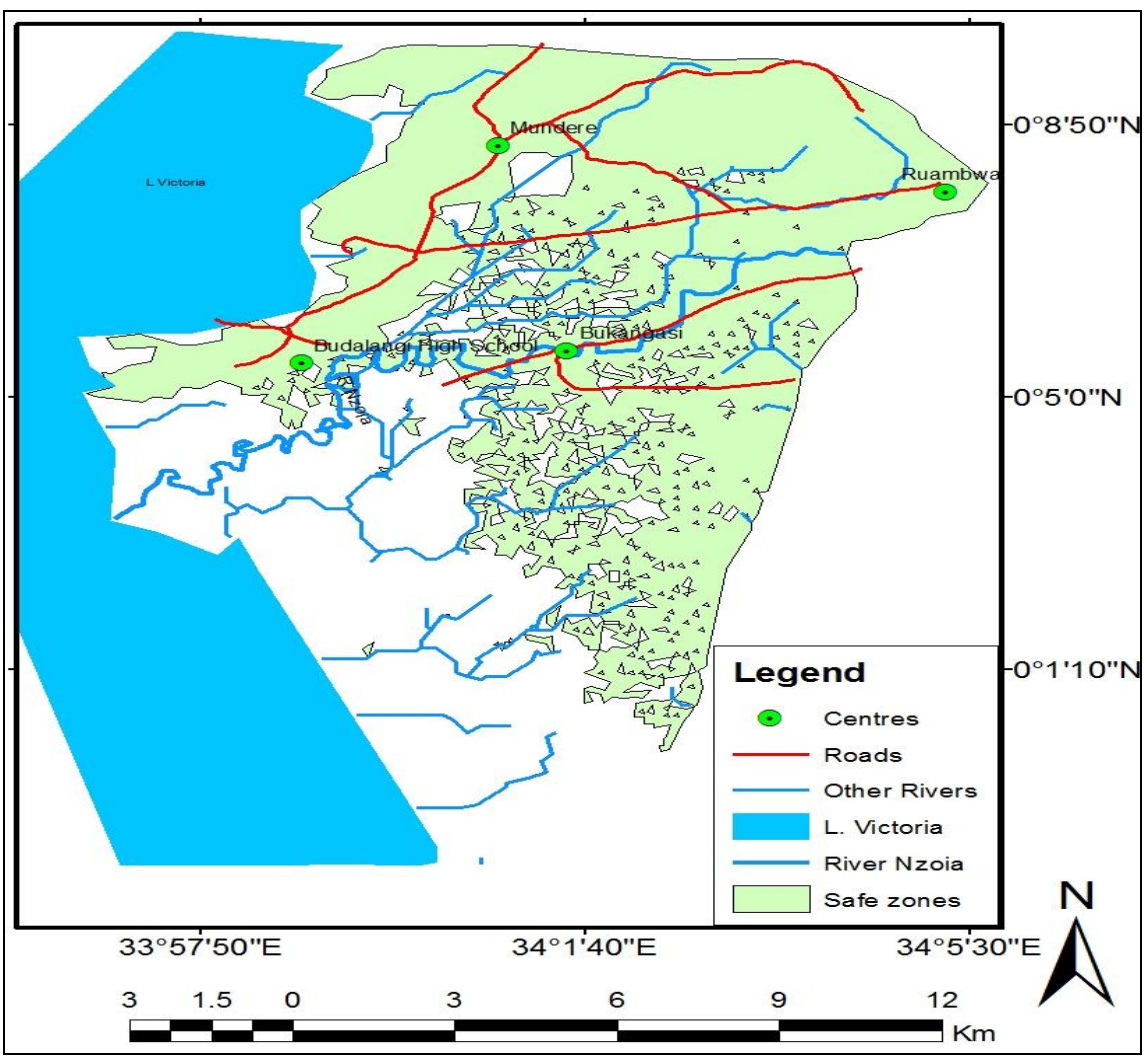 Mundere
0°8'50"N
L Victoria
Ruambwa
Bukangasi
Budalangi High School
R Nzoia
0°5'0"N
0°1'10"N
Legend
Centres
Roads
Other Rivers
L. Victoria
River Nzoia
Safe zones
N
33°57'50"E 34°1'40"E 34°5'30"E
3 1.5 0 3 6 9 12
Km